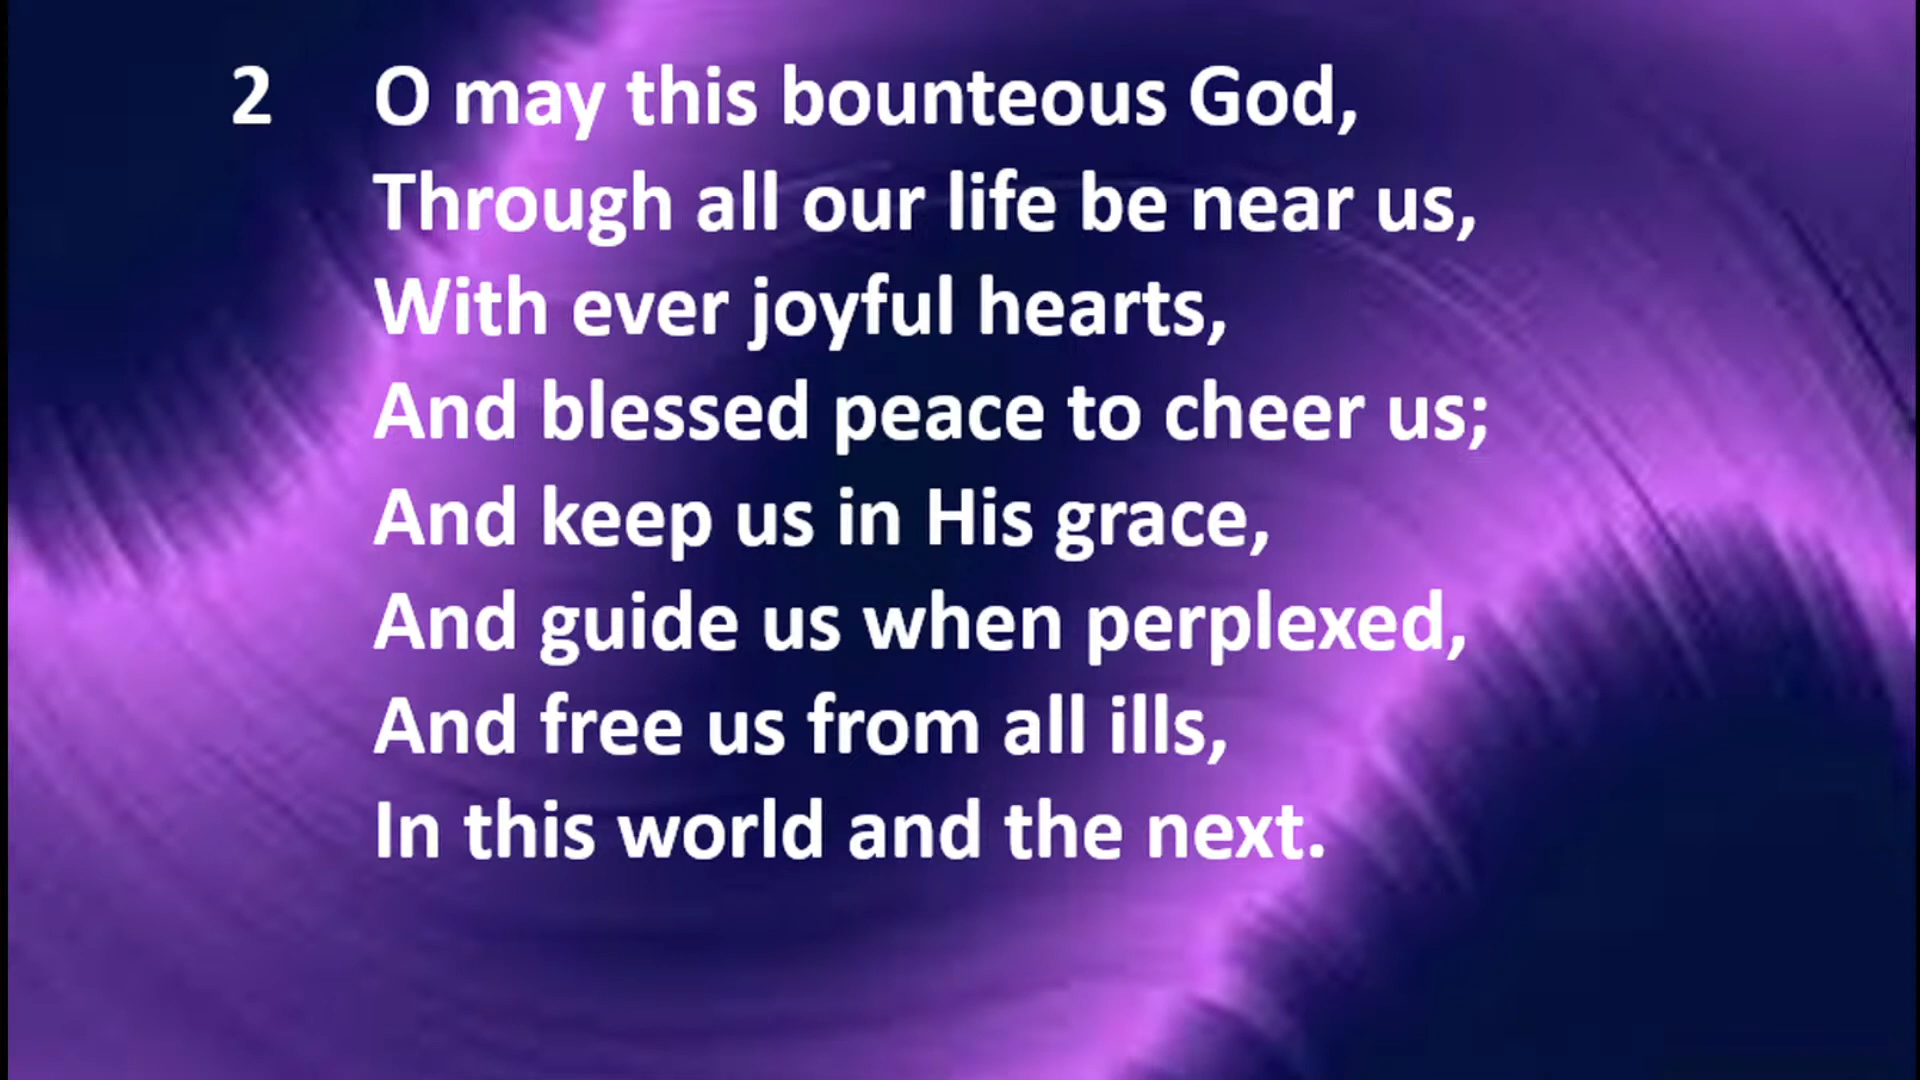 2 O may this bounteous God,
Through all our life be near us,
With ever joyful hearts,
And blessed peace to cheer us;
And keep us in His grace,
And guide us when perplexed,
And free us from all ills,
In this world and the next.